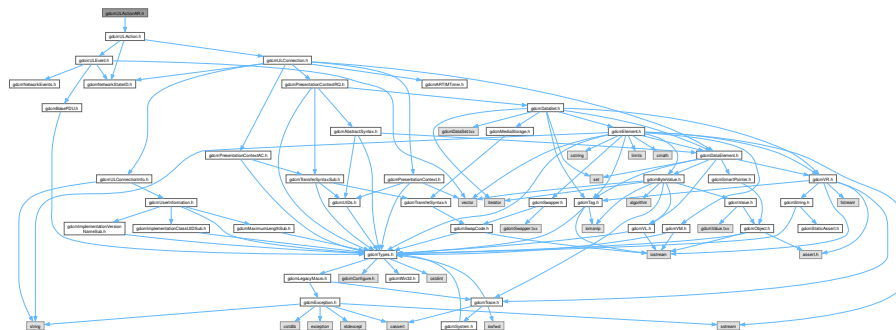 gdcmULActionAR.h
gdcmULAction.h
gdcmULEvent.h
gdcmULConnection.h
gdcmNetworkEvents.h
gdcmNetworkStateID.h
gdcmPresentationContextRQ.h
gdcmARTIMTimer.h
gdcmBasePDU.h
gdcmDataSet.h
gdcmAbstractSyntax.h
gdcmDataSet.txx
gdcmMediaStorage.h
gdcmElement.h
gdcmPresentationContextAC.h
cstring
limits
cmath
gdcmDataElement.h
gdcmULConnectionInfo.h
gdcmTransferSyntaxSub.h
gdcmPresentationContext.h
set
gdcmByteValue.h
gdcmSmartPointer.h
gdcmVR.h
gdcmUserInformation.h
gdcmUIDs.h
gdcmTransferSyntax.h
vector
iterator
gdcmSwapper.h
gdcmTag.h
algorithm
gdcmValue.h
gdcmString.h
fstream
gdcmImplementationVersion
NameSub.h
gdcmImplementationClassUIDSub.h
gdcmMaximumLengthSub.h
gdcmSwapCode.h
gdcmSwapper.txx
iomanip
gdcmVL.h
gdcmVM.h
gdcmValue.txx
gdcmObject.h
gdcmStaticAssert.h
gdcmTypes.h
iostream
assert.h
gdcmLegacyMacro.h
gdcmConfigure.h
gdcmWin32.h
cstdint
gdcmException.h
gdcmTrace.h
string
cstdlib
exception
stdexcept
cassert
gdcmSystem.h
iosfwd
sstream